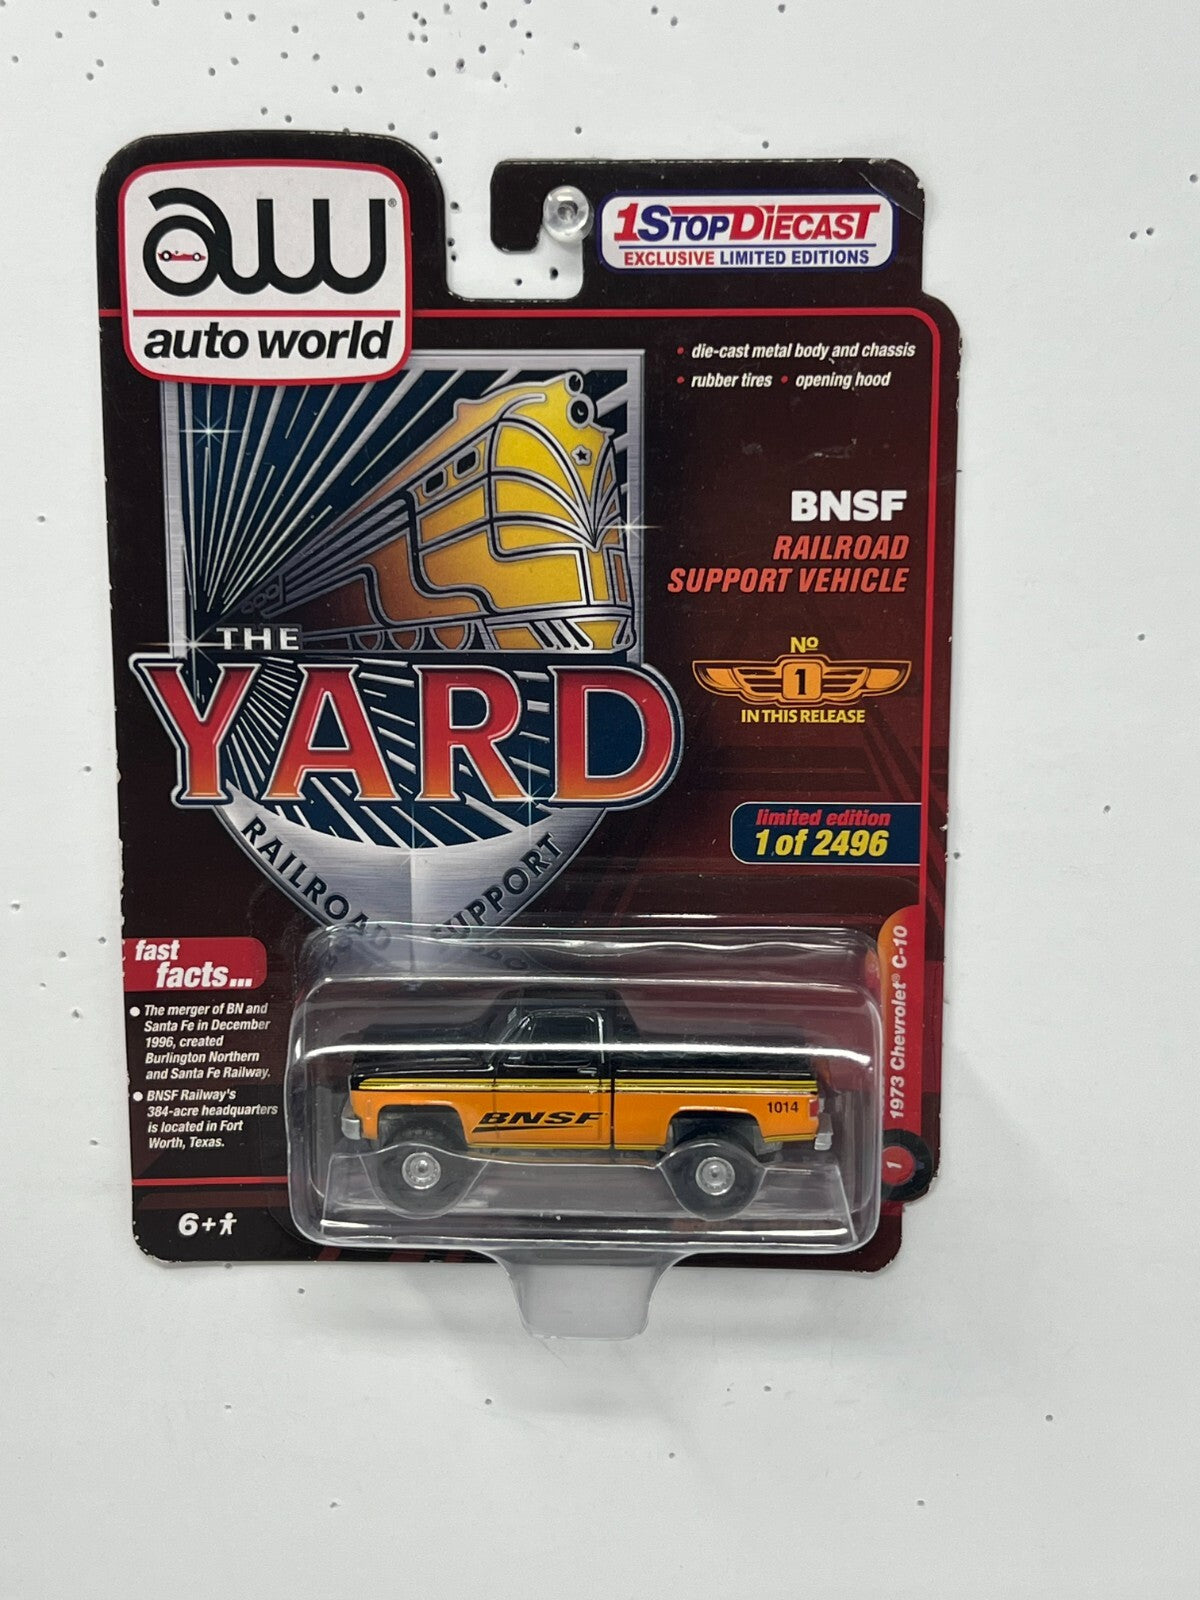 aw®
auto world
1STOPDIECAST
EXCLUSIVE LIMITED EDITIONS
• die-cast metal body and chassis
• rubber tires • opening hood
BNSF
RAILROAD
SUPPORT VEHICLE
No
1
IN THIS RELEASE
THE
YARD
RAILROAD SUPPORT
limited edition
1 of 2496
fast
facts...
• The merger of BN and
Santa Fe in December
1996, created
Burlington Northern
and Santa Fe Railway.
• BNSF Railway's
384-acre headquarters
is located in Fort
Worth, Texas.
6+
BNSF
1014
1973 Chevrolet® C-10
1